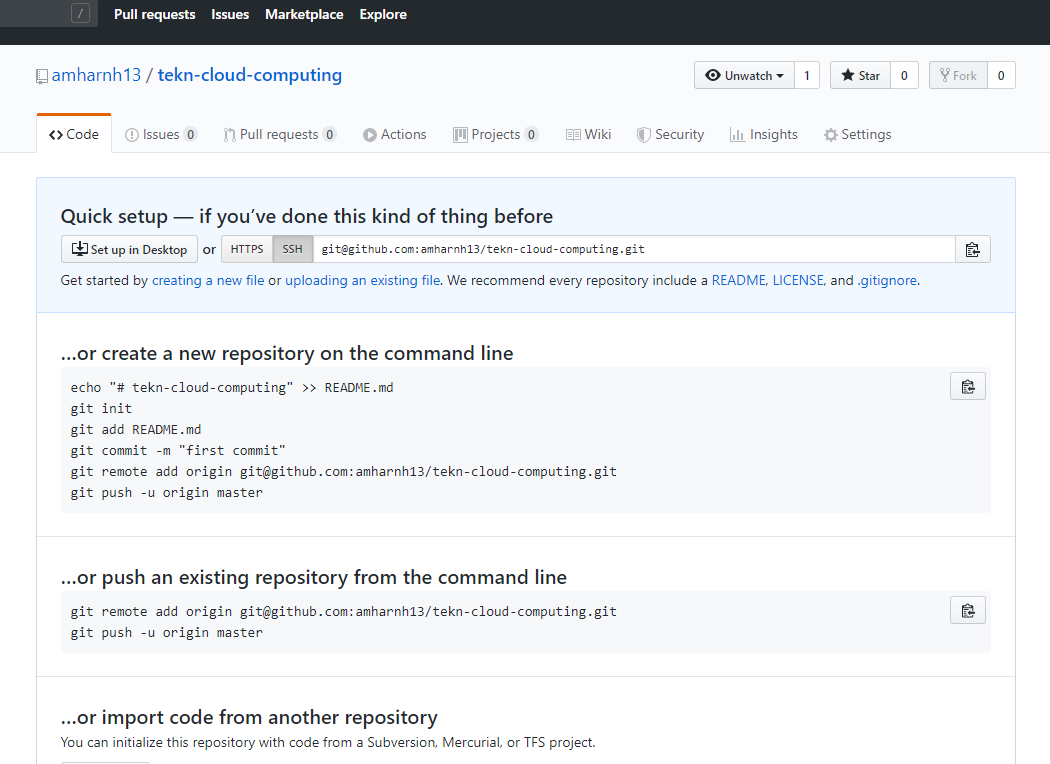 / Pull requests Issues Marketplace Explore
amharnh13 / tekn-cloud-computing Unwatch 1 Star 0 Fork 0
Code Issues 0 Pull requests 0 Actions Projects 0 Wiki Security Insights Settings
Quick setup — if you’ve done this kind of thing before
Set up in Desktop or HTTPS SSH git@github.com:amharnh13/tekn-cloud-computing.git
Get started by creating a new file or uploading an existing file. We recommend every repository include a README, LICENSE, and .gitignore.
…or create a new repository on the command line
echo "# tekn-cloud-computing" >> README.md
git init
git add README.md
git commit -m "first commit"
git remote add origin git@github.com:amharnh13/tekn-cloud-computing.git
git push -u origin master
…or push an existing repository from the command line
git remote add origin git@github.com:amharnh13/tekn-cloud-computing.git
git push -u origin master
…or import code from another repository
You can initialize this repository with code from a Subversion, Mercurial, or TFS project.